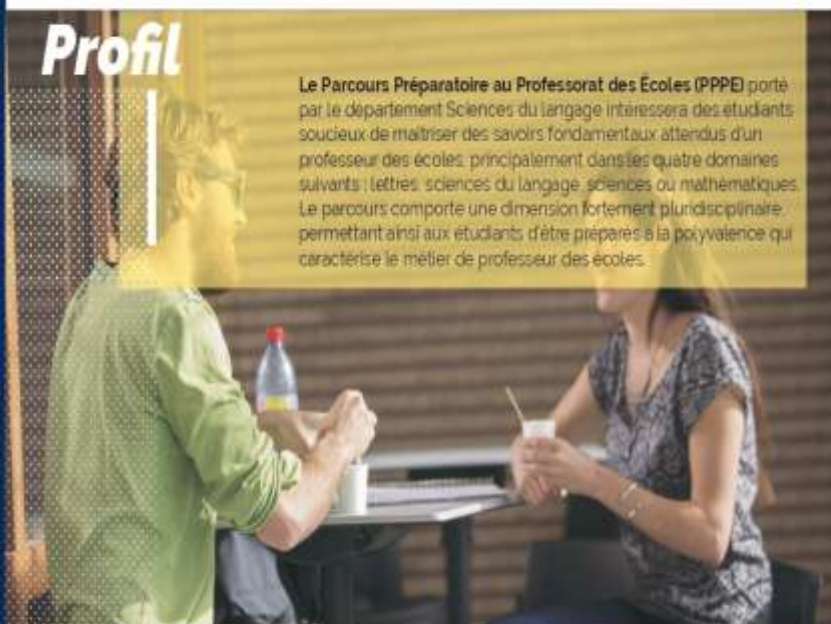 Profil
Le Parcours Préparatoire au Professorat des Écoles (PPPE) porté
par le département Sciences du langage intéressera des étudiants
soucieux de maîtriser des savoirs fondamentaux attendus d'un
professeur des écoles, principalement dans les quatre domaines
suivants : lettres, sciences du langage, sciences ou mathématiques.
Le parcours comporte une dimension fortement pluridisciplinaire,
permettant ainsi aux étudiants d'être préparés à la polyvalence qui
caractérise le métier de professeur des écoles.